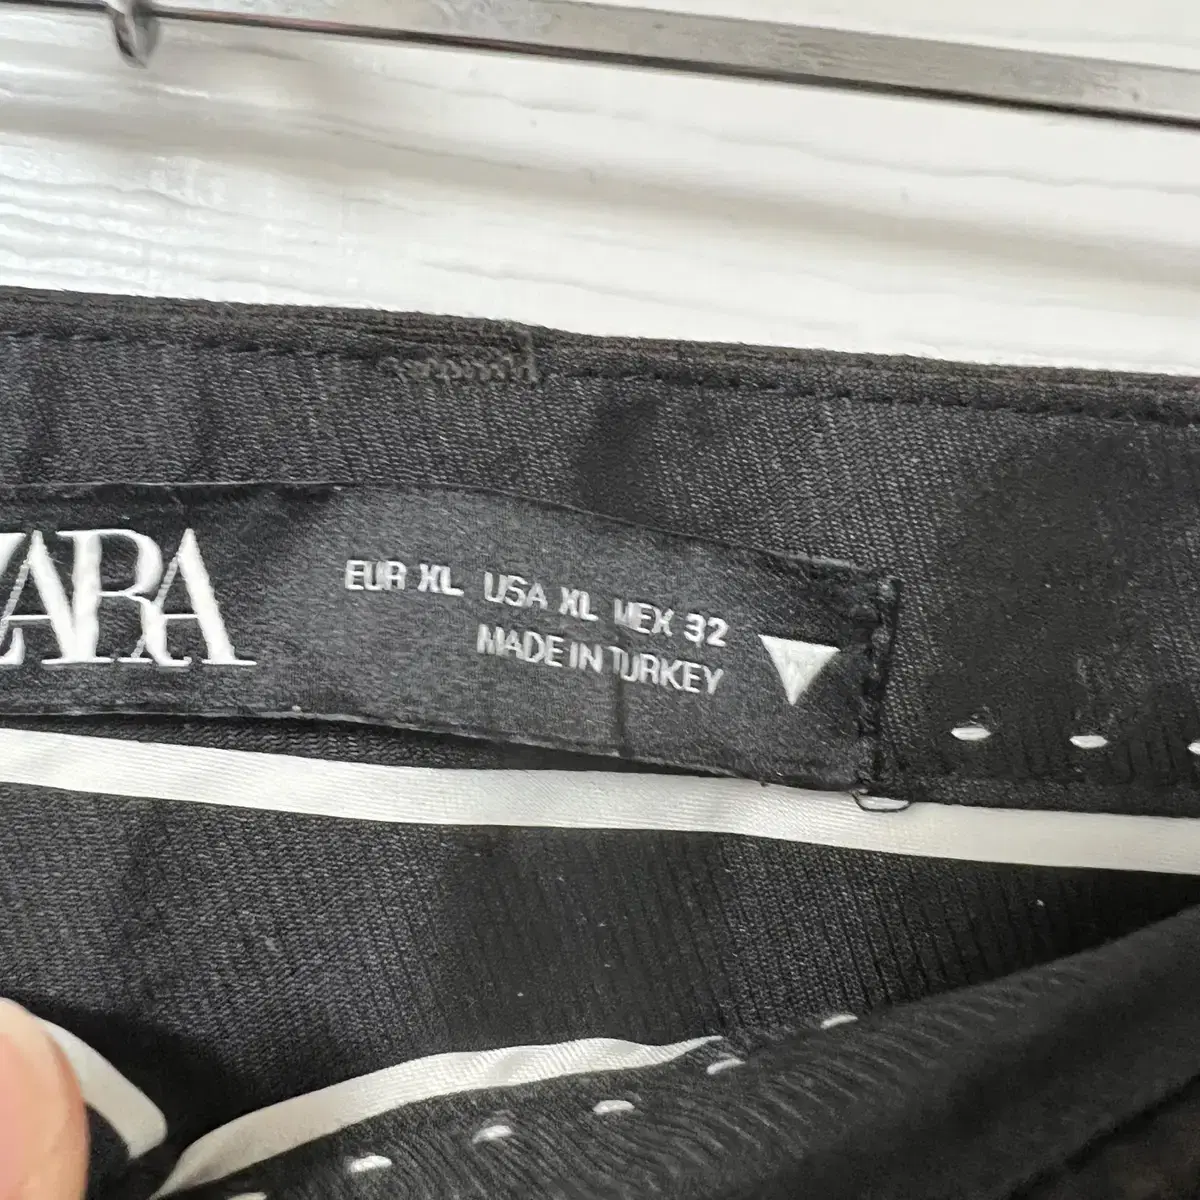 ZARA
EUR XL USA XL MEX 32
MADE IN TURKEY